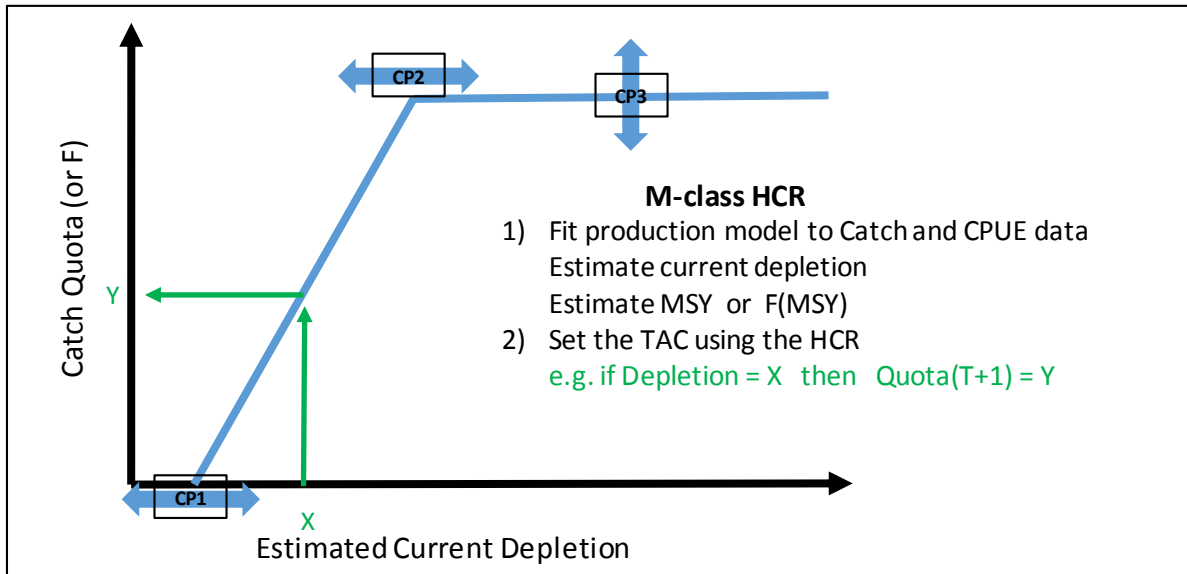 CP2
CP3
Catch Quota (or F)
M-class HCR
1) Fit production model to Catch and CPUE data
Estimate current depletion
Estimate MSY or F(MSY)
2) Set the TAC using the HCR
e.g. if Depletion = X then Quota(T+1) = Y
Y
CP1
X
Estimated Current Depletion